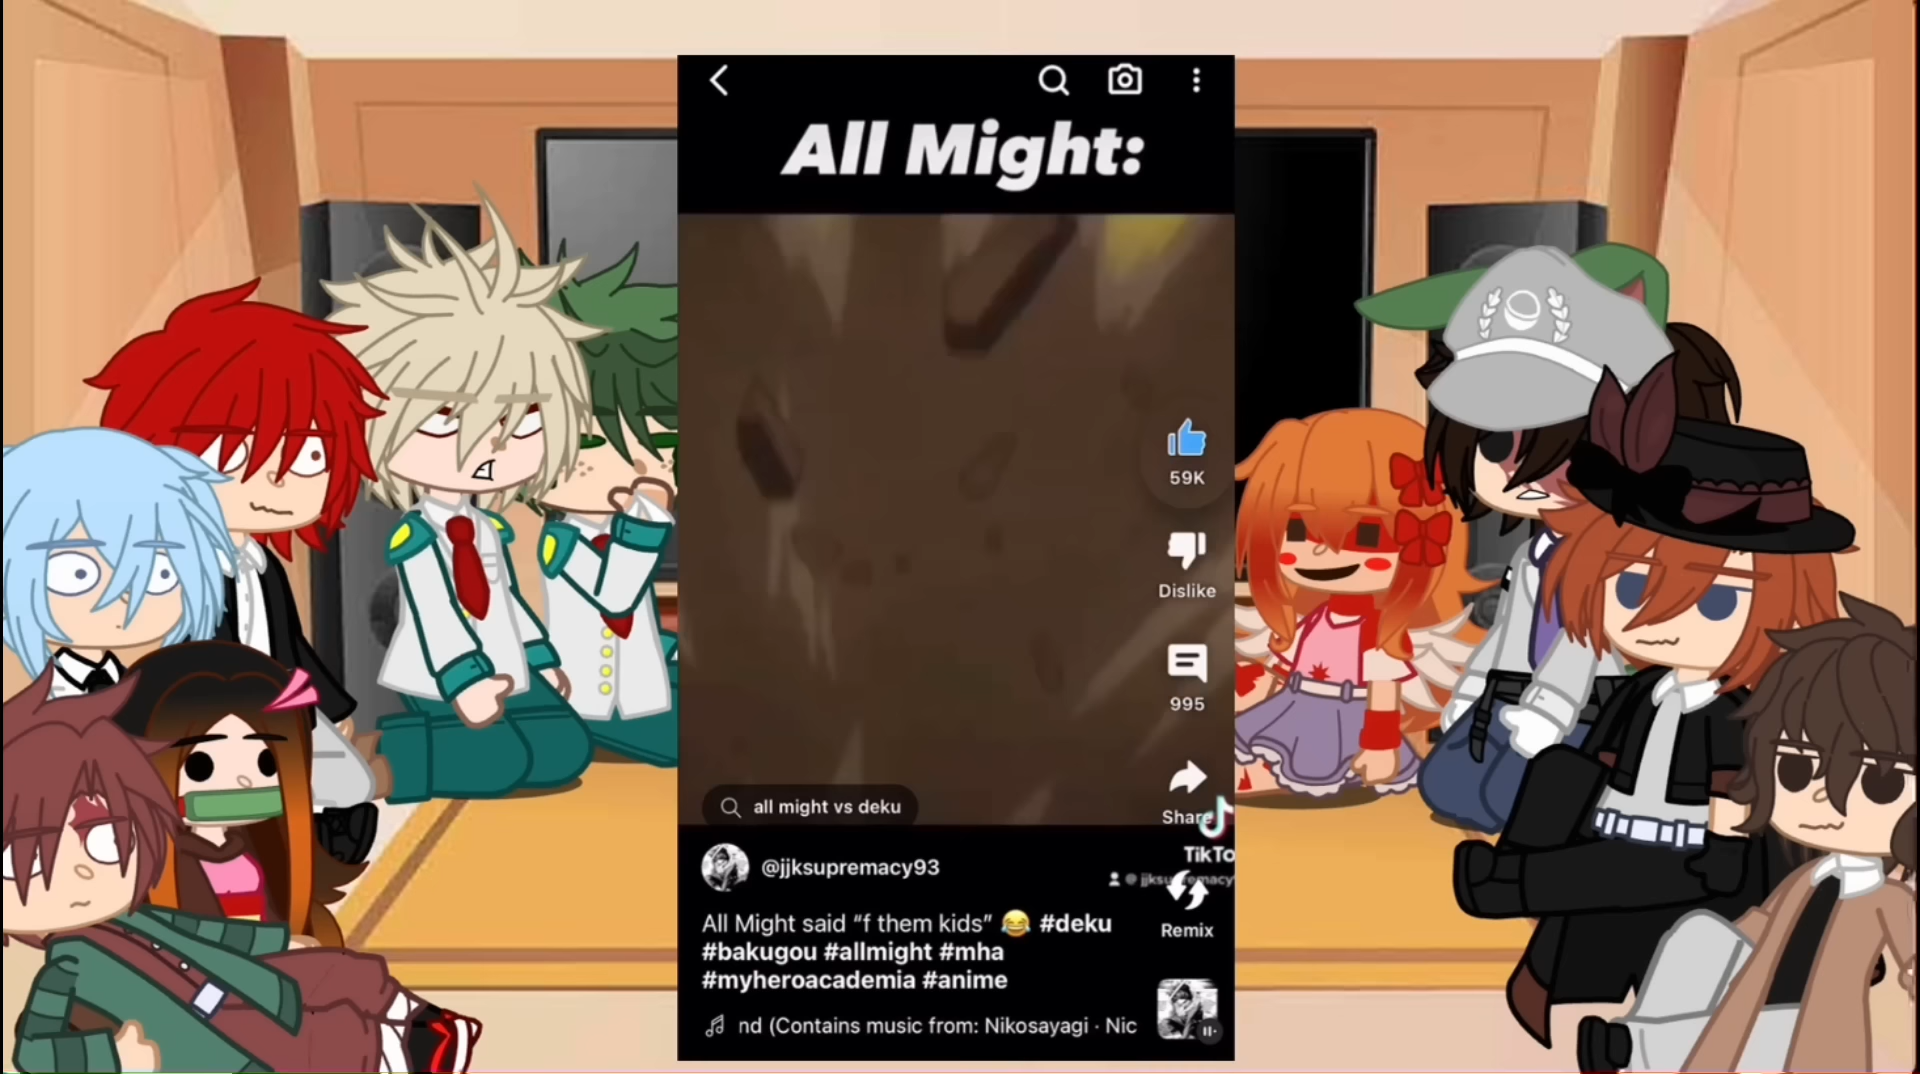 All Might:
59K
Dislike
995
all might vs deku
Share
TikTo
@jjksupremacy93
Remix
All Might said “f them kids” 😂 #deku
#bakugou #allmight #mha
#myheroacademia #anime
nd (Contains music from: Nikosayagi · Nic